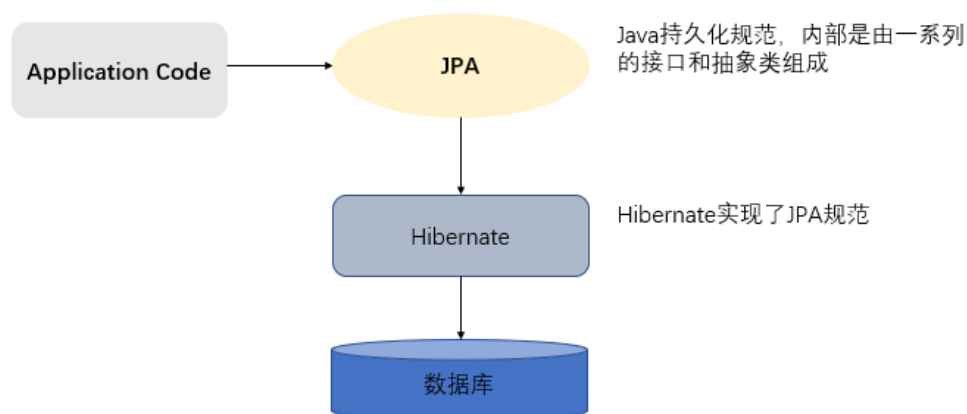 Application Code
JPA
Java持久化规范，内部是由一系列
的接口和抽象类组成
Hibernate
Hibernate实现了JPA规范
数据库